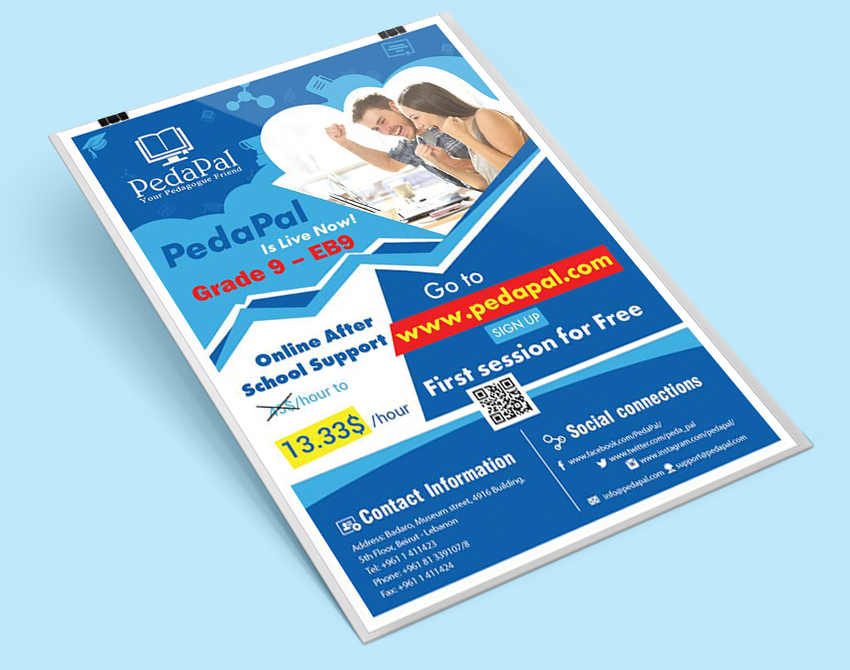 PedaPal
Your Pedagogue Friend
PedaPal
Is Live Now!
Grade 9 – EB9
Online After
School Support
45$/hour to
13.33$ /hour
Go to
www.pedapal.com
SIGN UP
First session for Free
Contact Information
Address: Badaro, Museum street, 4916 Building,
5th Floor, Beirut - Lebanon
Tel: +961 1 411423
Phone: +961 81 339107/8
Fax: +961 1 411424
Social connections
www.facebook.com/PedaPal/
www.twitter.com/peda_pal
www.instagram.com/pedapal/
info@pedapal.com support@pedapal.com